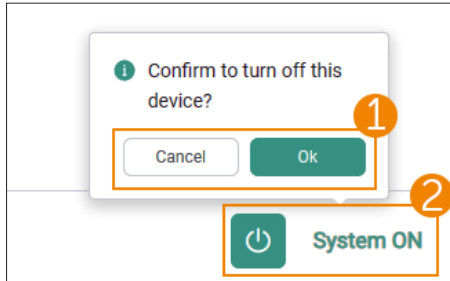 Confirm to turn off this
device?
1
Cancel Ok
2
System ON